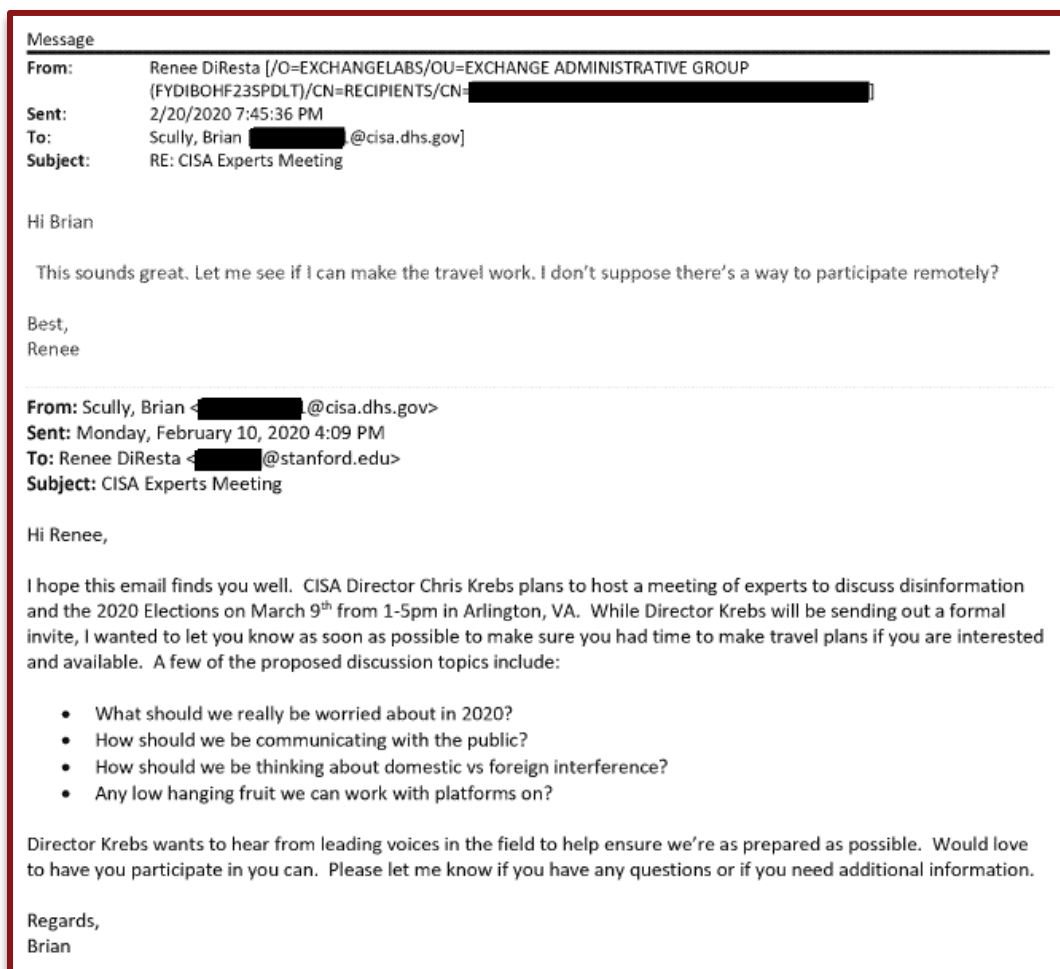 Message
From: Renee DiResta [/O=EXCHANGELABS/OU=EXCHANGE ADMINISTRATIVE GROUP
(FYDIBOHF23SPDLT)/CN=RECIPIENTS/CN= ]
Sent: 2/20/2020 7:45:36 PM
To: Scully, Brian [ @cisa.dhs.gov]
Subject: RE: CISA Experts Meeting
Hi Brian
This sounds great. Let me see if I can make the travel work. I don't suppose there's a way to participate remotely?
Best,
Renee
From: Scully, Brian < @cisa.dhs.gov>
Sent: Monday, February 10, 2020 4:09 PM
To: Renee DiResta < @stanford.edu>
Subject: CISA Experts Meeting
Hi Renee,
I hope this email finds you well. CISA Director Chris Krebs plans to host a meeting of experts to discuss disinformation
and the 2020 Elections on March 9th from 1-5pm in Arlington, VA. While Director Krebs will be sending out a formal
invite, I wanted to let you know as soon as possible to make sure you had time to make travel plans if you are interested
and available. A few of the proposed discussion topics include:
• What should we really be worried about in 2020?
• How should we be communicating with the public?
• How should we be thinking about domestic vs foreign interference?
• Any low hanging fruit we can work with platforms on?
Director Krebs wants to hear from leading voices in the field to help ensure we're as prepared as possible. Would love
to have you participate in you can. Please let me know if you have any questions or if you need additional information.
Regards,
Brian